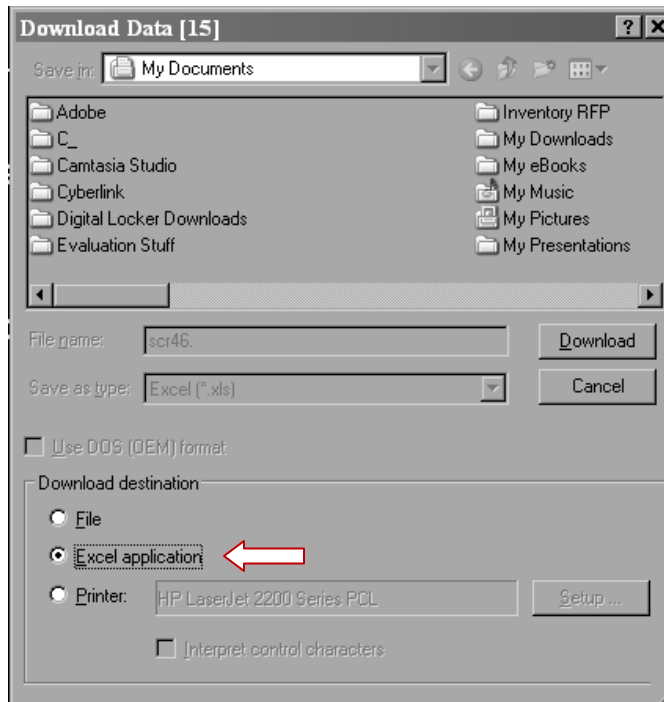 Download Data [15]
Save in: My Documents
Adobe
C_
Camtasia Studio
Cyberlink
Digital Locker Downloads
Evaluation Stuff
Inventory RFP
My Downloads
My eBooks
My Music
My Pictures
My Presentations
File name: scr46. Download
Save as type: Excel (*.xls) Cancel
Use DOS (OEM) format
Download destination
File
Excel application
Printer: HP LaserJet 2200 Series PCL Setup ...
Interpret control characters